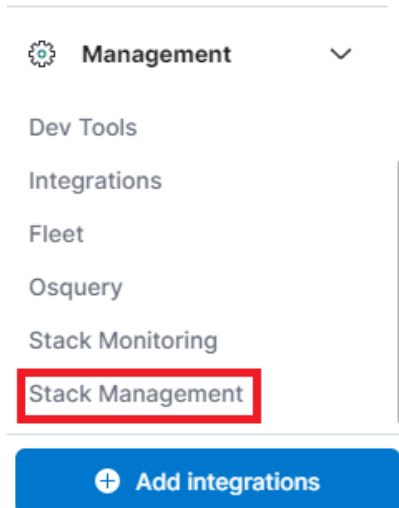 Management
Dev Tools
Integrations
Fleet
Osquery
Stack Monitoring
Stack Management
Add integrations